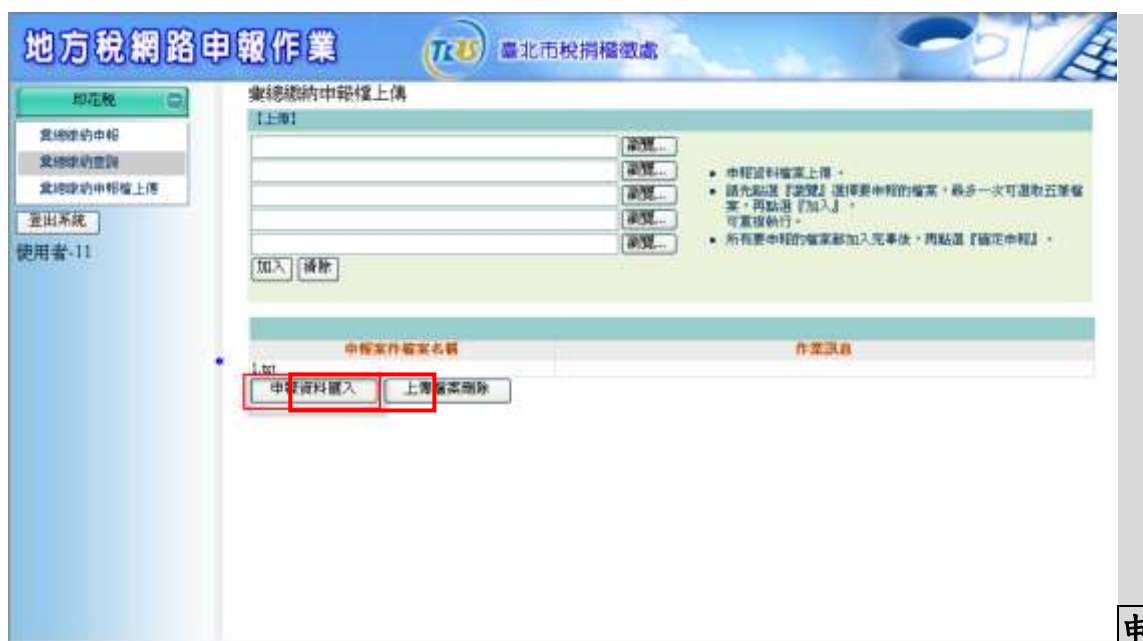 地方稅網路申報作業
臺北市稅捐稽徵處
印花稅
彙總繳納申報
彙總繳納查詢
彙總繳納申報檔上傳
登出系統
使用者-11
彙總繳納申報檔上傳
【上傳】
瀏覽...
瀏覽...
瀏覽...
瀏覽...
瀏覽...
加入 清除
• 申報資料檔案上傳。
• 請先點選『瀏覽』選擇要申報的檔案，最多一次可選取五筆檔
案，再點選『加入』。
可重複執行。
• 所有要申報的檔案都加入完畢後，再點選『確定申報』。
申報案件檔案名稱 作業訊息
1.txt
申報資料匯入 上傳檔案刪除